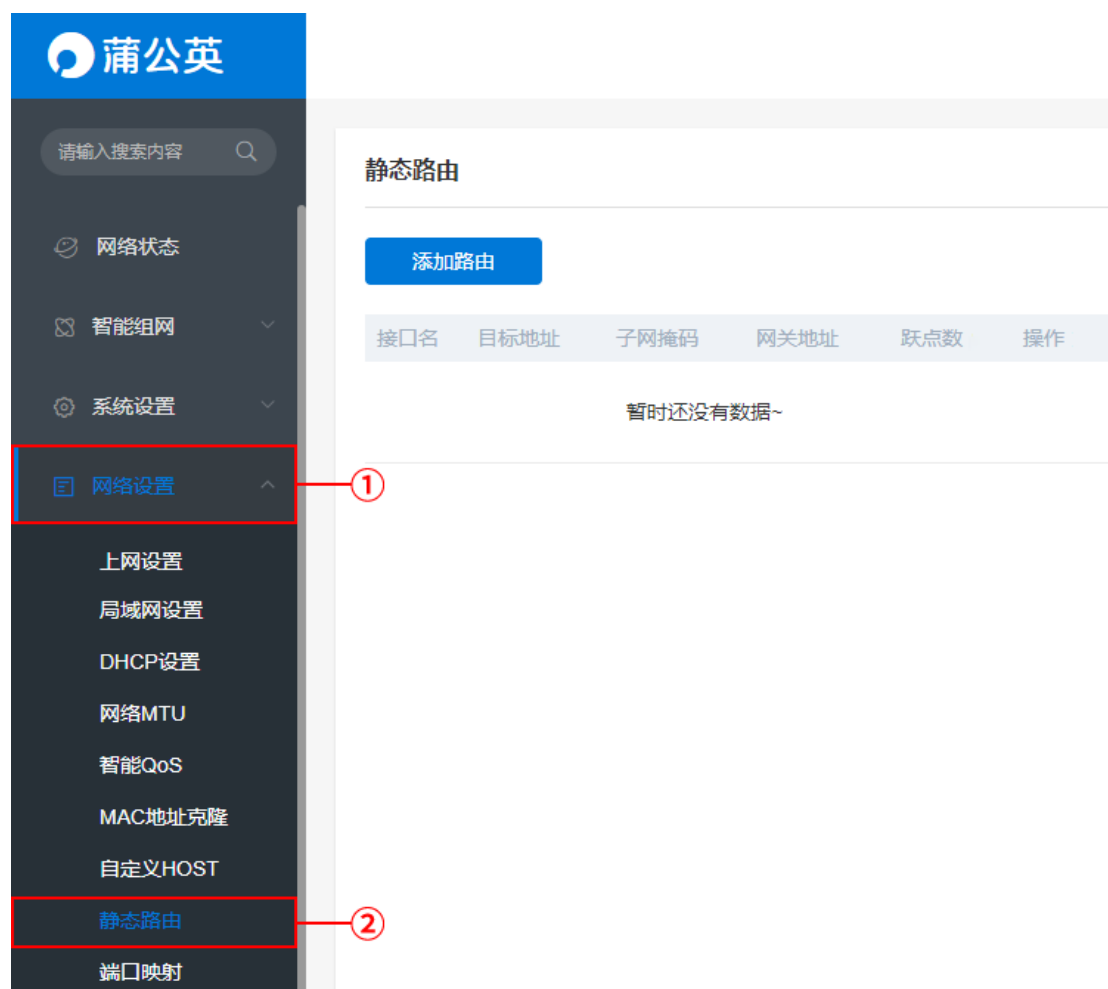 蒲公英
请输入搜索内容
网络状态
智能组网
系统设置
网络设置
①
上网设置
局域网设置
DHCP设置
网络MTU
智能QoS
MAC地址克隆
自定义HOST
静态路由
②
端口映射
静态路由
添加路由
接口名 目标地址 子网掩码 网关地址 跃点数 操作
暂时还没有数据~